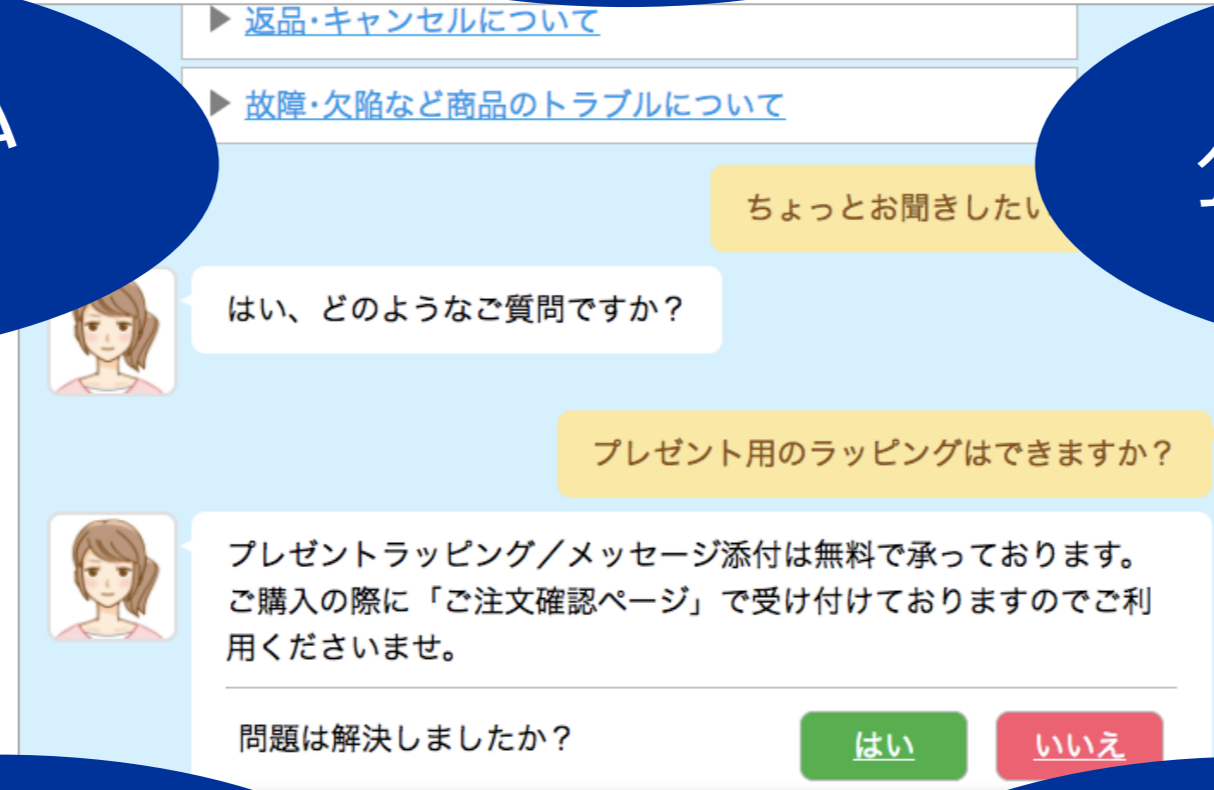 ▶ 返品･キャンセルについて
▶ 故障･欠陥など商品のトラブルについて
ちょっとお聞きした
はい、どのようなご質問ですか？
プレゼント用のラッピングはできますか？
プレゼントラッピング／メッセージ添付は無料で承っております。
ご購入の際に「ご注文確認ページ」で受け付けておりますのでご利
用くださいませ。
問題は解決しましたか？
はい
いいえ